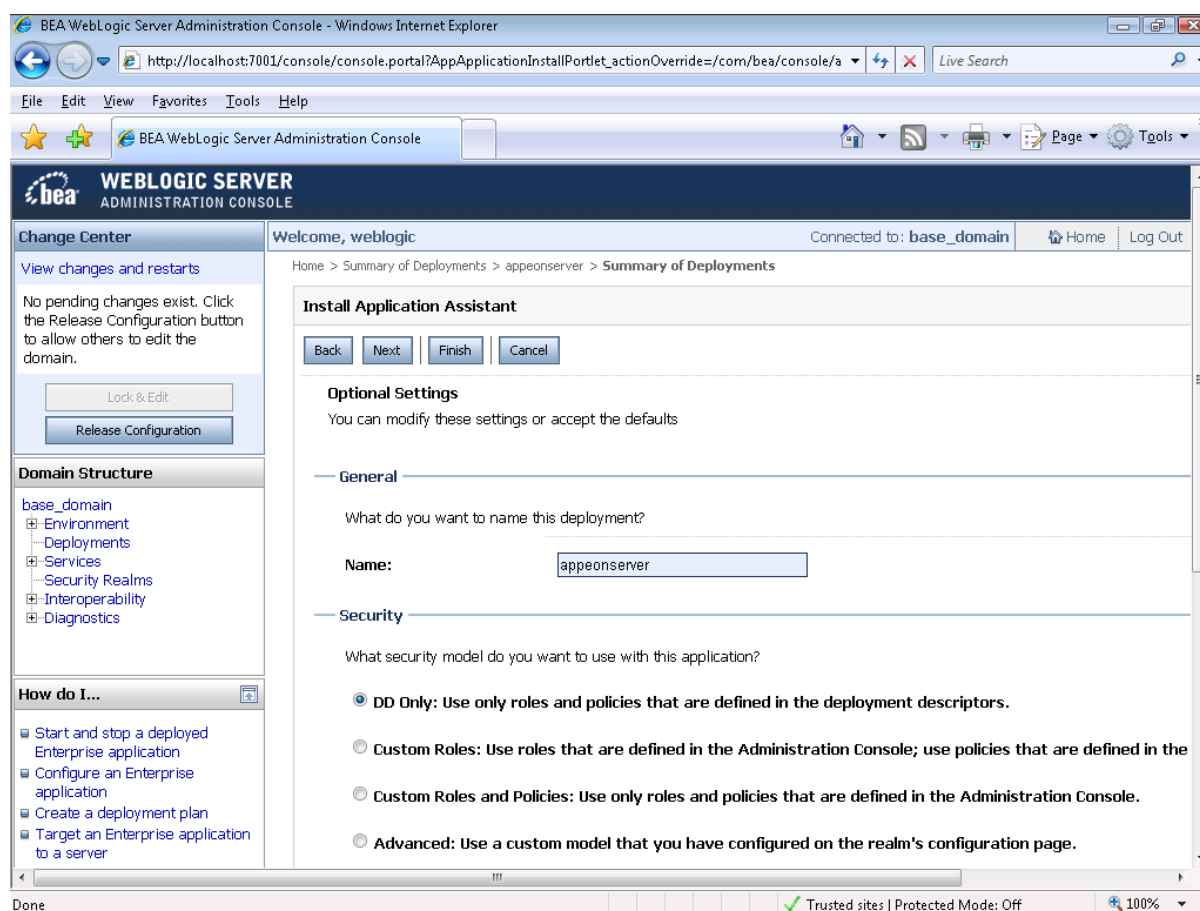 BEA WebLogic Server Administration Console - Windows Internet Explorer
http://localhost:7001/console/console.portal?AppApplicationInstallPortlet_actionOverride=/com/bea/console/a
Live Search
File Edit View Favorites Tools Help
BEA WebLogic Server Administration Console
Page Tools
bea
WEBLOGIC SERVER
ADMINISTRATION CONSOLE
Change Center
View changes and restarts
No pending changes exist. Click
the Release Configuration button
to allow others to edit the
domain.
Lock & Edit
Release Configuration
Domain Structure
base_domain
Environment
Deployments
Services
Security Realms
Interoperability
Diagnostics
How do I...
Start and stop a deployed
Enterprise application
Configure an Enterprise
application
Create a deployment plan
Target an Enterprise application
to a server
Welcome, weblogic
Connected to: base_domain
Home
Log Out
Home > Summary of Deployments > appeonserver > Summary of Deployments
Install Application Assistant
Back Next Finish Cancel
Optional Settings
You can modify these settings or accept the defaults
General
What do you want to name this deployment?
Name: appeonserver
Security
What security model do you want to use with this application?
DD Only: Use only roles and policies that are defined in the deployment descriptors.
Custom Roles: Use roles that are defined in the Administration Console; use policies that are defined in the
Custom Roles and Policies: Use only roles and policies that are defined in the Administration Console.
Advanced: Use a custom model that you have configured on the realm's configuration page.
Done
Trusted sites | Protected Mode: Off
100%